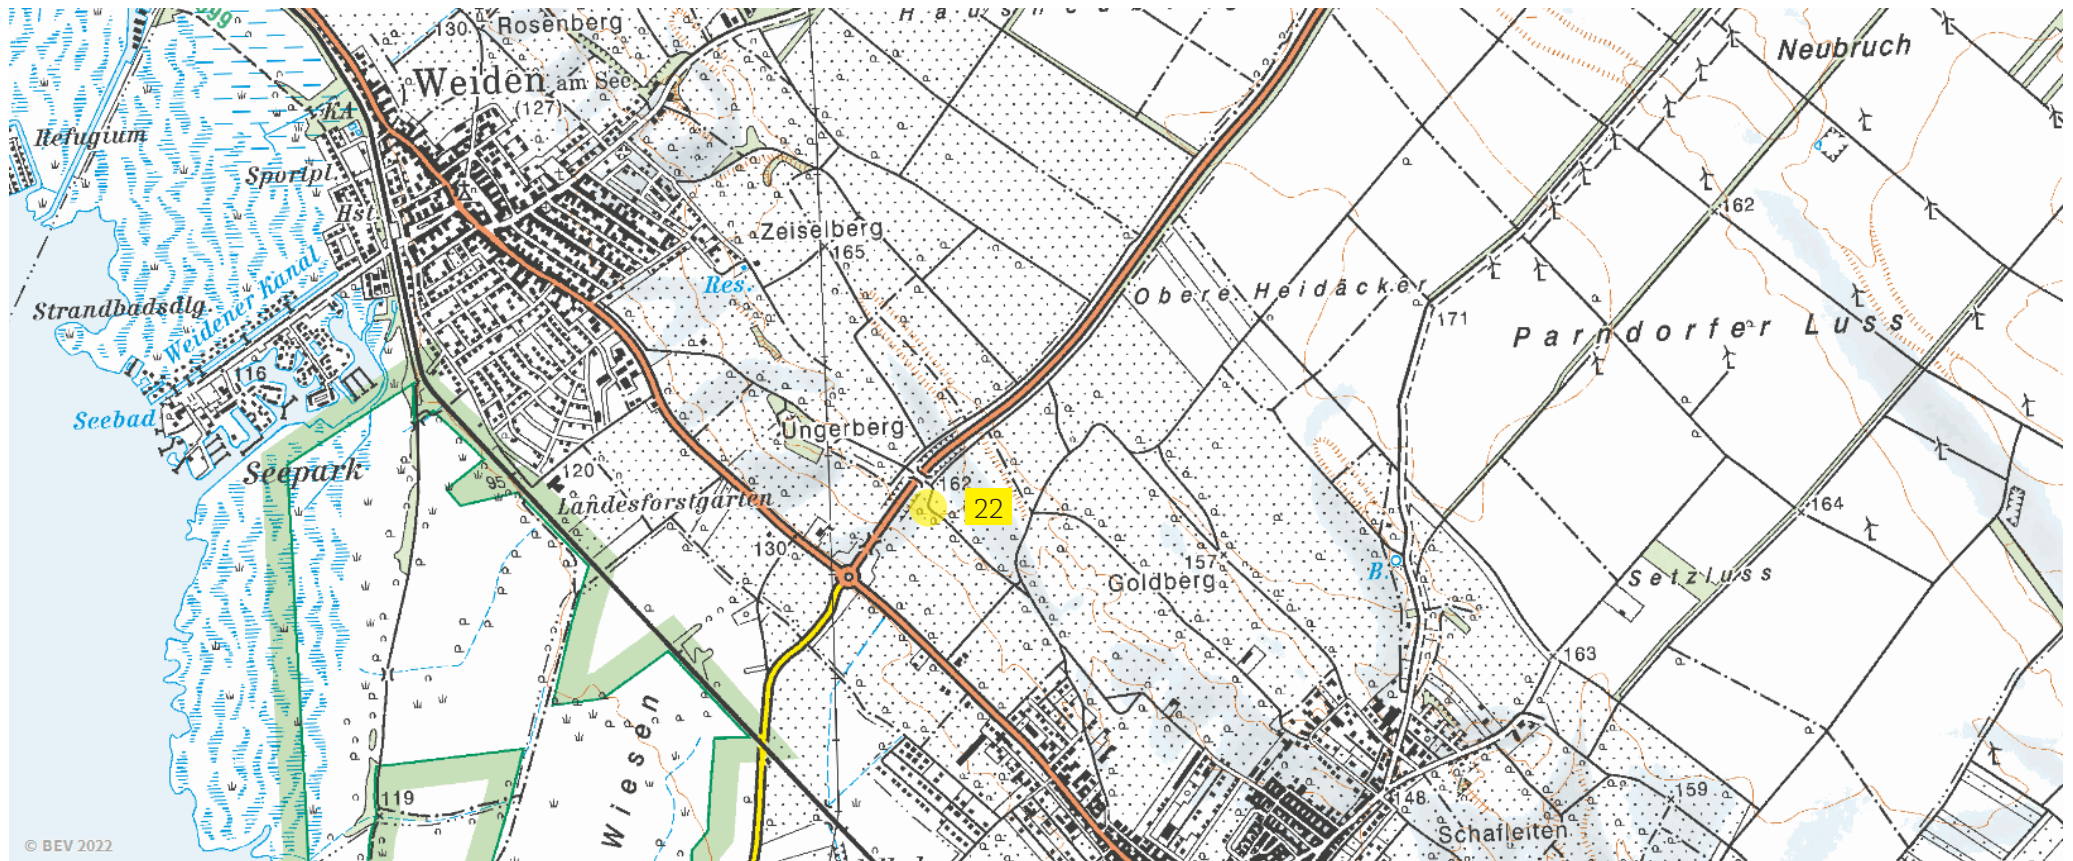 Rosenberg
130
Weiden am See
(127)
Neubruch
KA
Refugium
Sportpl.
Hst.
162
Zeiselberg
165
Weidener Kanal
Res.
Strandbadsdlg.
Obere Heidäcker
171
Parndorfer Luss
116
Seebad
Ungerberg
Seepark
120
95
162
164
Landesforstgarten
22
130
157
Goldberg
B.
Setzluss
163
Wiesen
119
148
159
Schafleiten
© BEV 2022